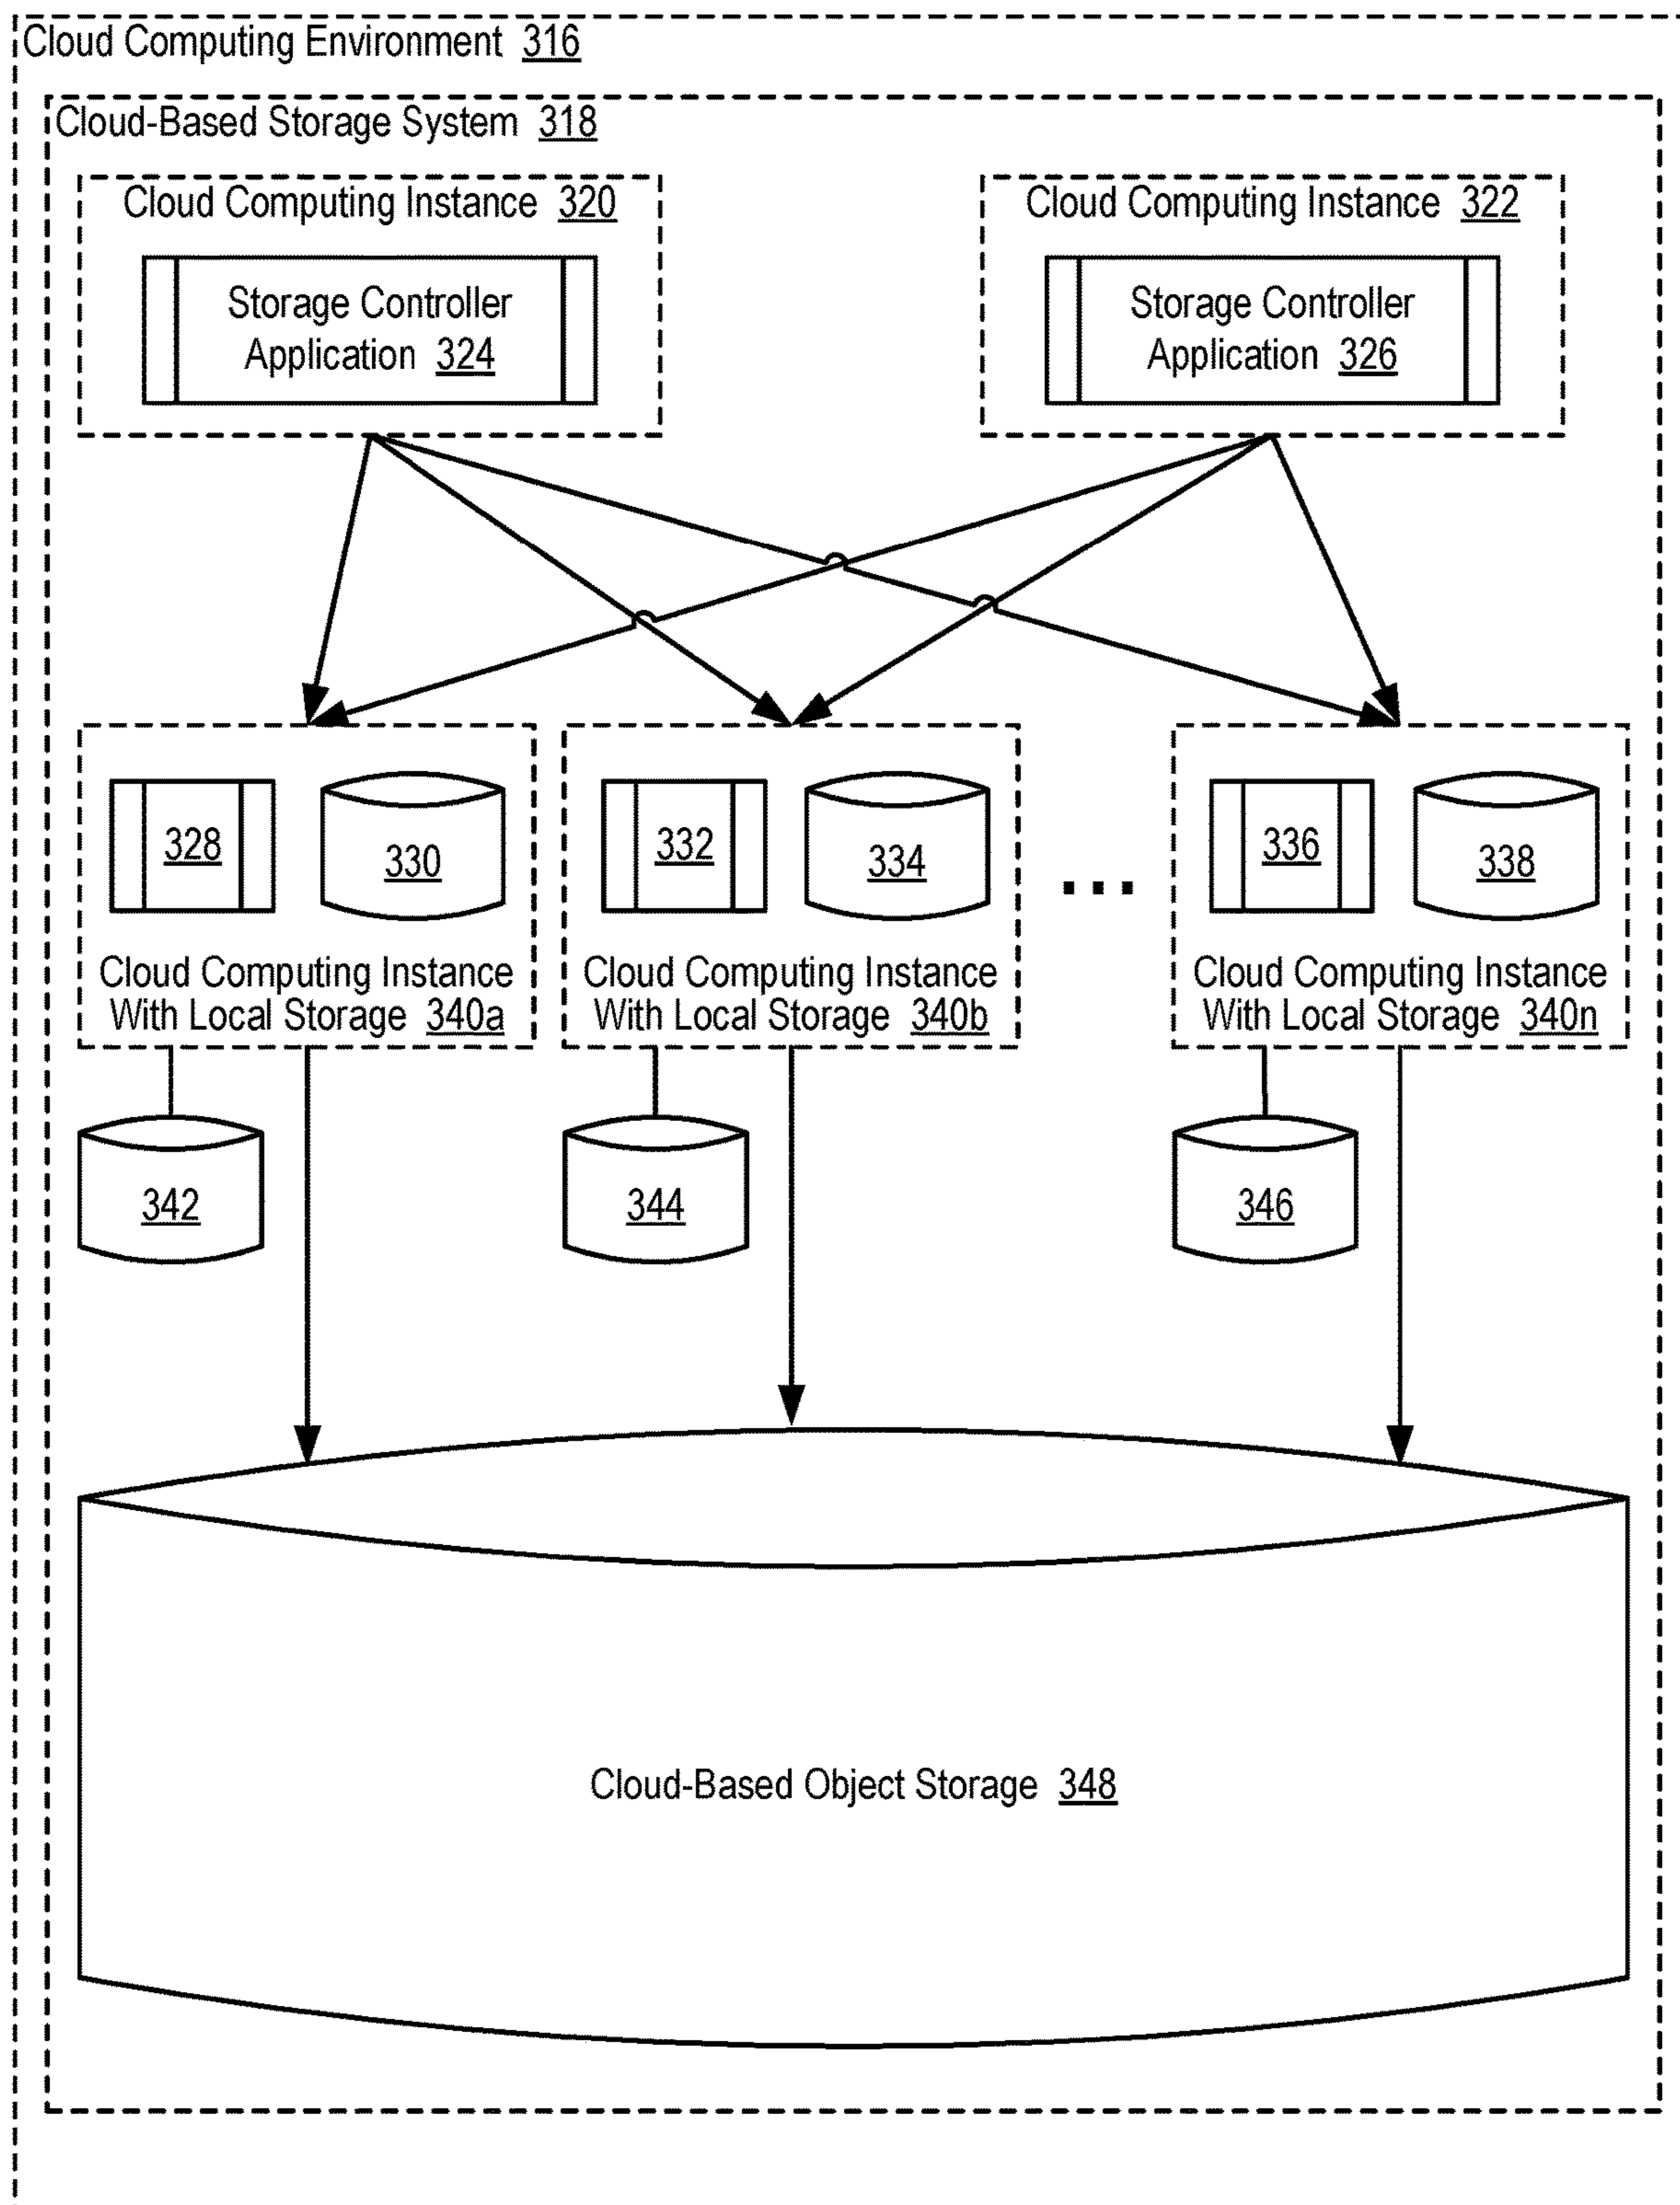 Cloud Computing Environment 316
Cloud-Based Storage System 318
Cloud Computing Instance 320
Storage Controller
Application 324
Cloud Computing Instance 322
Storage Controller
Application 326
328
330
Cloud Computing Instance
With Local Storage 340a
332
334
Cloud Computing Instance
With Local Storage 340b
...
336
338
Cloud Computing Instance
With Local Storage 340n
342
344
346
Cloud-Based Object Storage 348